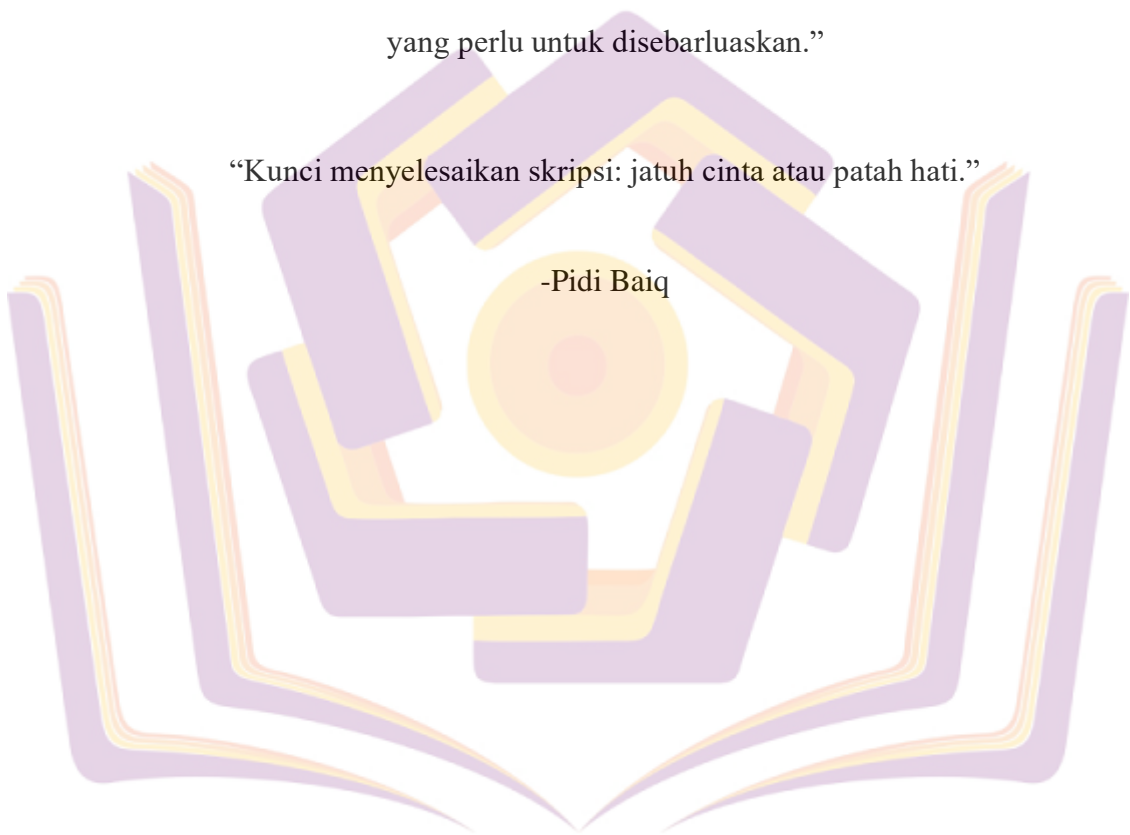 yang perlu untuk disebarluaskan.”
“Kunci menyelesaikan skripsi: jatuh cinta atau patah hati.”
-Pidi Baiq